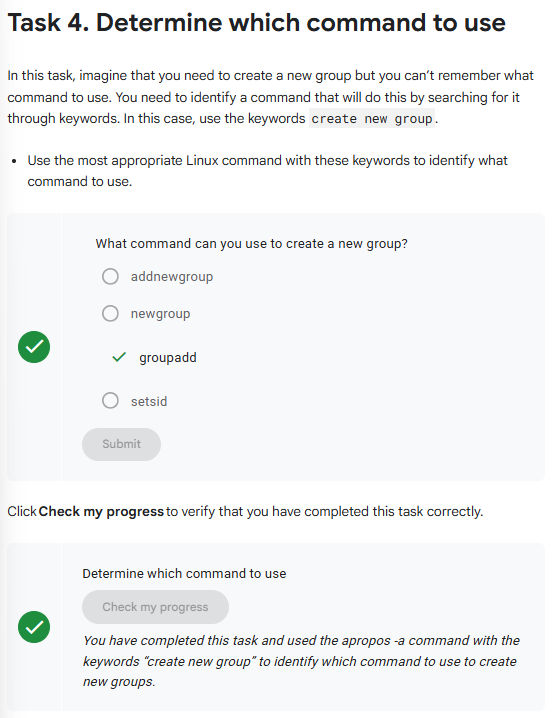 Task 4. Determine which command to use
In this task, imagine that you need to create a new group but you can't remember what
command to use. You need to identify a command that will do this by searching for it
through keywords. In this case, use the keywords create new group.
• Use the most appropriate Linux command with these keywords to identify what
command to use.
What command can you use to create a new group?
addnewgroup
newgroup
groupadd
setsid
Submit
Click Check my progress to verify that you have completed this task correctly.
Determine which command to use
Check my progress
You have completed this task and used the apropos -a command with the
keywords “create new group” to identify which command to use to create
new groups.